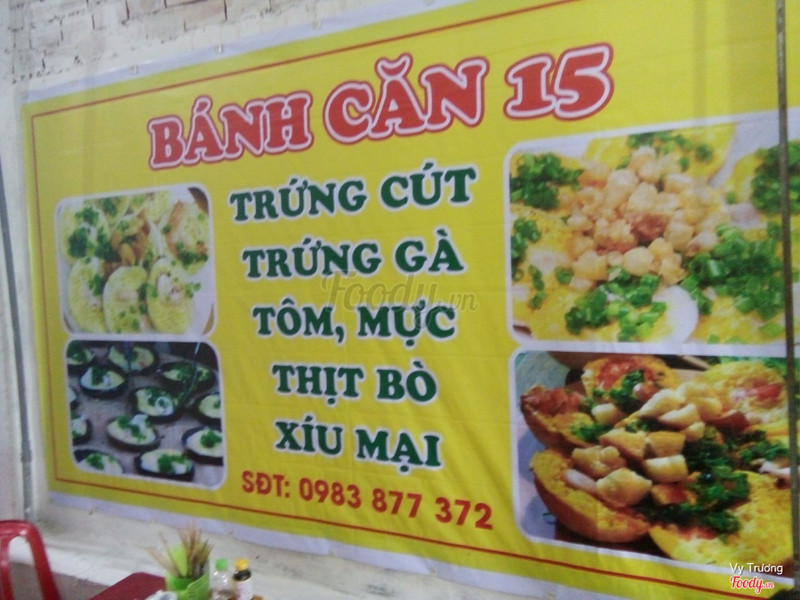 BÁNH CĂN 15
TRỨNG CÚT
TRỨNG GÀ
TÔM, MỰC
THỊT BÒ
XÍU MẠI
SĐT: 0983 877 372
Foody.vn
Vy Trương
Foody.vn